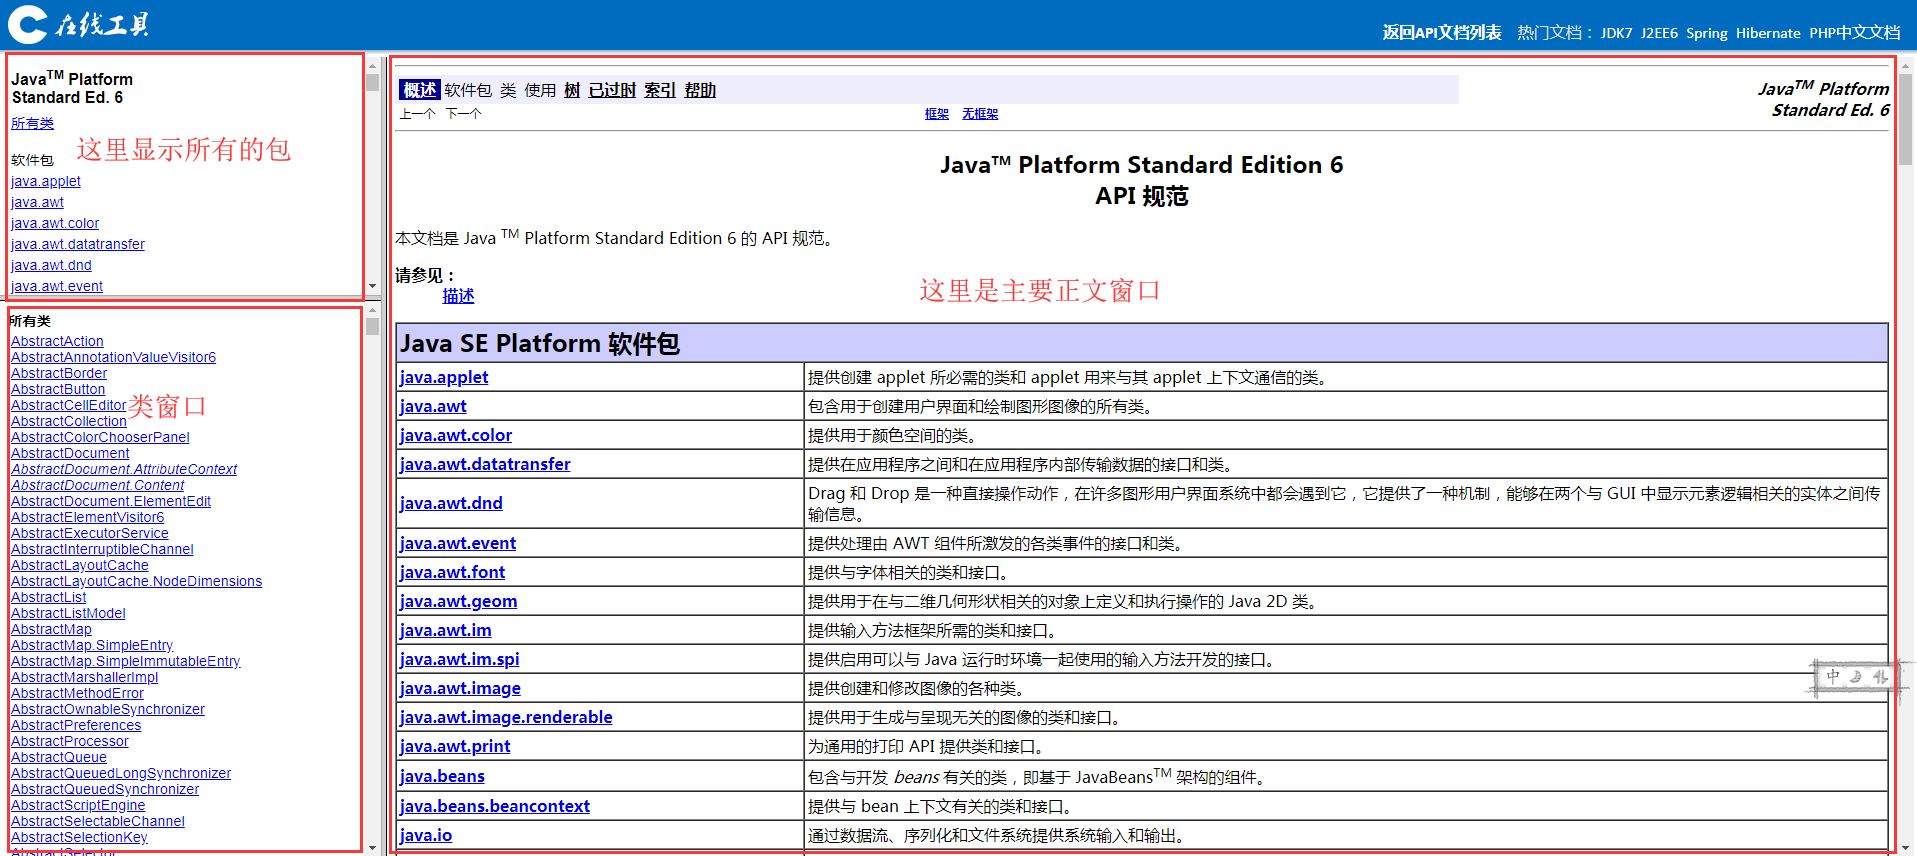 在线工具
返回API文档列表 热门文档： JDK7 J2EE6 Spring Hibernate PHP中文文档
Java™ Platform
Standard Ed. 6
所有类
这里显示所有的包
软件包
java.applet
java.awt
java.awt.color
java.awt.datatransfer
java.awt.dnd
java.awt.event
所有类
AbstractAction
AbstractAnnotationValueVisitor6
AbstractBorder
AbstractButton
AbstractCellEditor
类窗口
AbstractCollection
AbstractColorChooserPanel
AbstractDocument
AbstractDocument.AttributeContext
AbstractDocument.Content
AbstractDocument.ElementEdit
AbstractElementVisitor6
AbstractExecutorService
AbstractInterruptibleChannel
AbstractLayoutCache
AbstractLayoutCache.NodeDimensions
AbstractList
AbstractListModel
AbstractMap
AbstractMap.SimpleEntry
AbstractMap.SimpleImmutableEntry
AbstractMarshallerImpl
AbstractMethodError
AbstractOwnableSynchronizer
AbstractPreferences
AbstractProcessor
AbstractQueue
AbstractQueuedLongSynchronizer
AbstractQueuedSynchronizer
AbstractScriptEngine
AbstractSelectableChannel
AbstractSelectionKey
AbstractSelector
概述 软件包 类 使用 树 已过时 索引 帮助
上一个 下一个
框架 无框架
Java™ Platform
Standard Ed. 6
Java™ Platform Standard Edition 6
API 规范
本文档是 Java ™ Platform Standard Edition 6 的 API 规范。
请参见：
描述
这里是主要正文窗口
Java SE Platform 软件包
java.applet 提供创建 applet 所必需的类和 applet 用来与其 applet 上下文通信的类。
java.awt 包含用于创建用户界面和绘制图形图像的所有类。
java.awt.color 提供用于颜色空间的类。
java.awt.datatransfer 提供在应用程序之间和在应用程序内部传输数据的接口和类。
java.awt.dnd Drag 和 Drop 是一种直接操作动作，在许多图形用户界面系统中都会遇到它，它提供了一种机制，能够在两个与 GUI 中显示元素逻辑相关的实体之间传
输信息。
java.awt.event 提供处理由 AWT 组件所激发的各类事件的接口和类。
java.awt.font 提供与字体相关的类和接口。
java.awt.geom 提供用于在与二维几何形状相关的对象上定义和执行操作的 Java 2D 类。
java.awt.im 提供输入方法框架所需的类和接口。
java.awt.im.spi 提供启用可以与 Java 运行时环境一起使用的输入方法开发的接口。
java.awt.image 提供创建和修改图像的各种类。
java.awt.image.renderable 提供用于生成与呈现无关的图像的类和接口。
java.awt.print 为通用的打印 API 提供类和接口。
java.beans 包含与开发 beans 有关的类，即基于 JavaBeans™ 架构的组件。
java.beans.beancontext 提供与 bean 上下文有关的类和接口。
java.io 通过数据流、序列化和文件系统提供系统输入和输出。
中